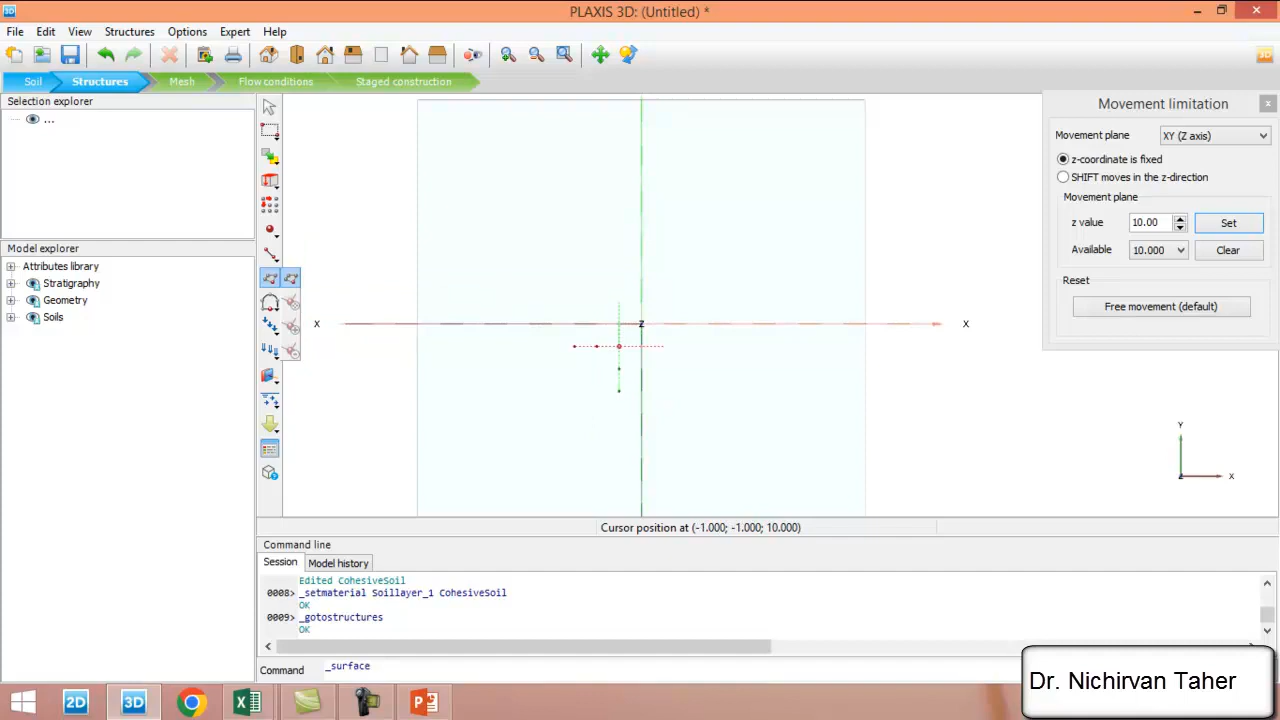 3D PLAXIS 3D: (Untitled) *
File Edit View Structures Options Expert Help
3D
Soil Structures Mesh Flow conditions Staged construction
Selection explorer
...
Model explorer
Attributes library
Stratigraphy
Geometry
Soils
X Z X
Y
Z X
Movement limitation
Movement plane XY (Z axis)
z-coordinate is fixed
SHIFT moves in the z-direction
Movement plane
z value 10.00 Set
Available 10.000 Clear
Reset
Free movement (default)
Cursor position at (-1.000; -1.000; 10.000)
Command line
Session Model history
Edited CohesiveSoil
0008> _setmaterial Soillayer_1 CohesiveSoil
OK
0009> _gotostructures
OK
Command _surface
Dr. Nichirvan Taher
2D 3D